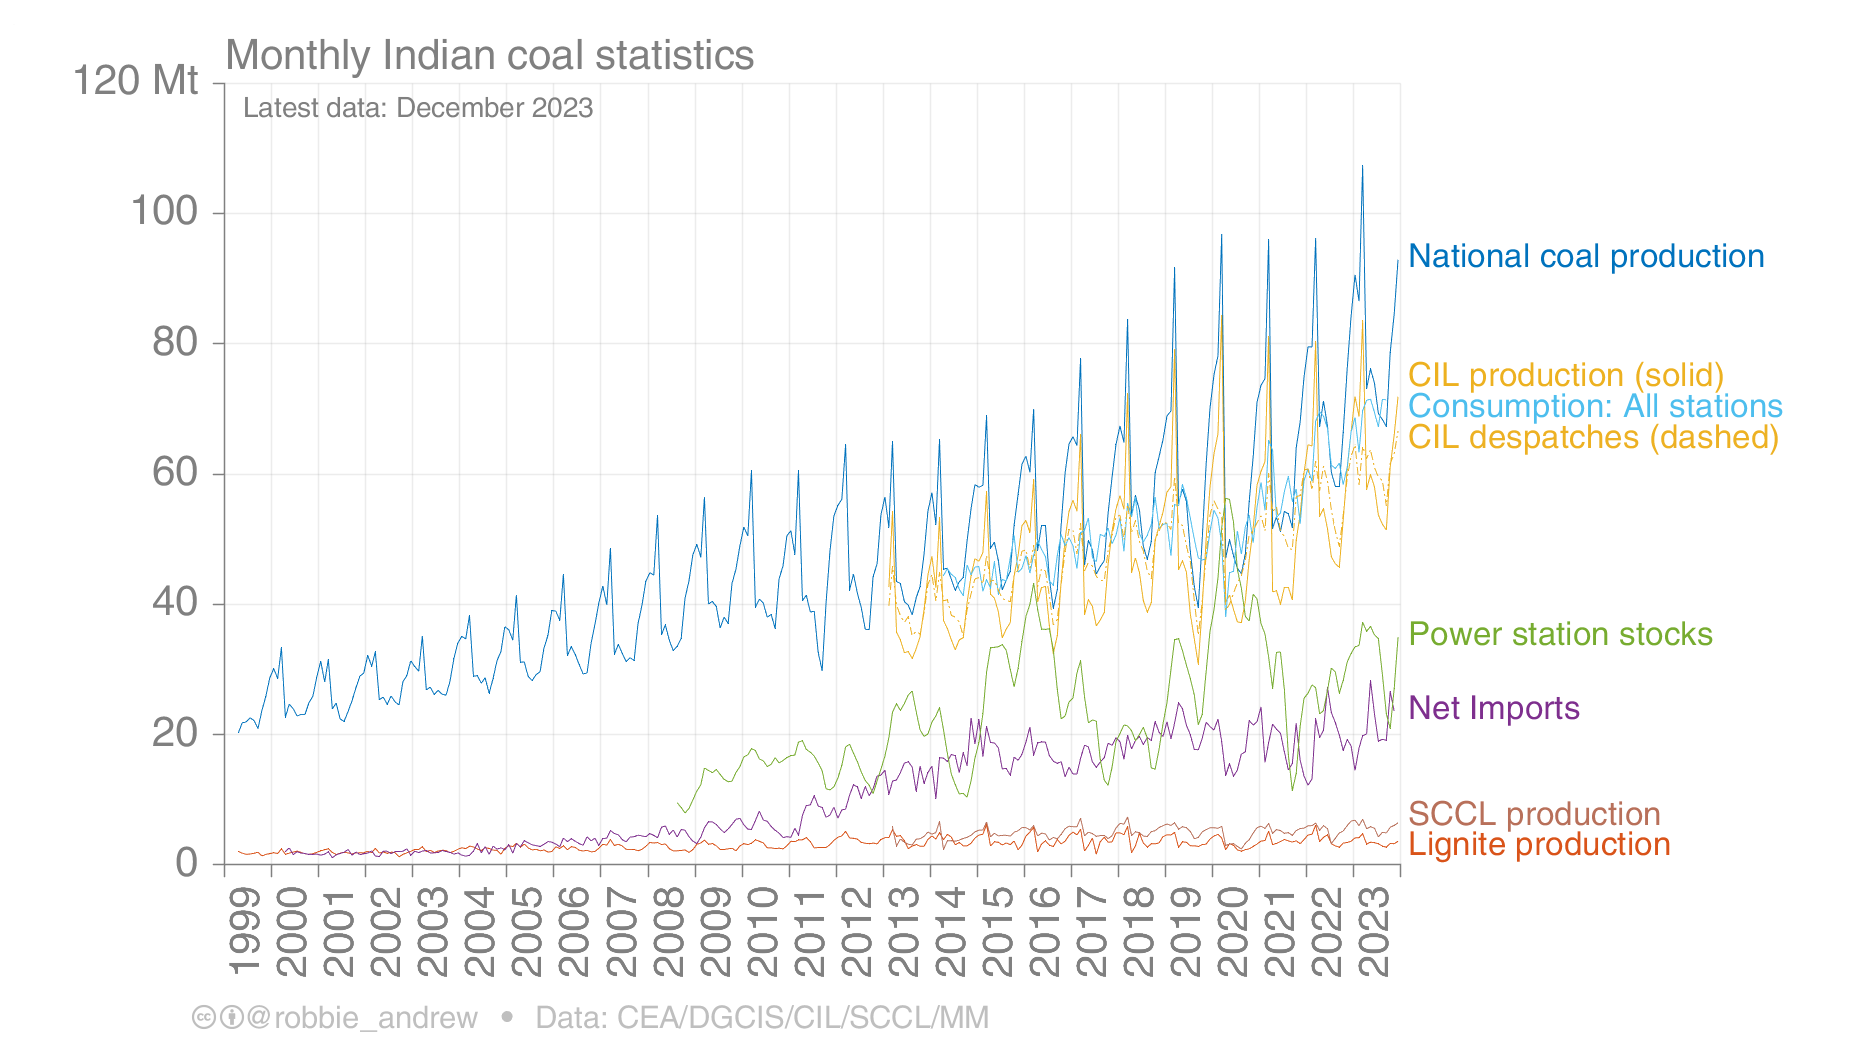 Monthly Indian coal statistics
120 Mt
Latest data: December 2023
100
80
60
40
20
0
National coal production
CIL production (solid)
Consumption: All stations
CIL despatches (dashed)
Power station stocks
Net Imports
SCCL production
Lignite production
1999 2000 2001 2002 2003 2004 2005 2006 2007 2008 2009 2010 2011 2012 2013 2014 2015 2016 2017 2018 2019 2020 2021 2022 2023
cc @robbie_andrew • Data: CEA/DGCIS/CIL/SCCL/MM